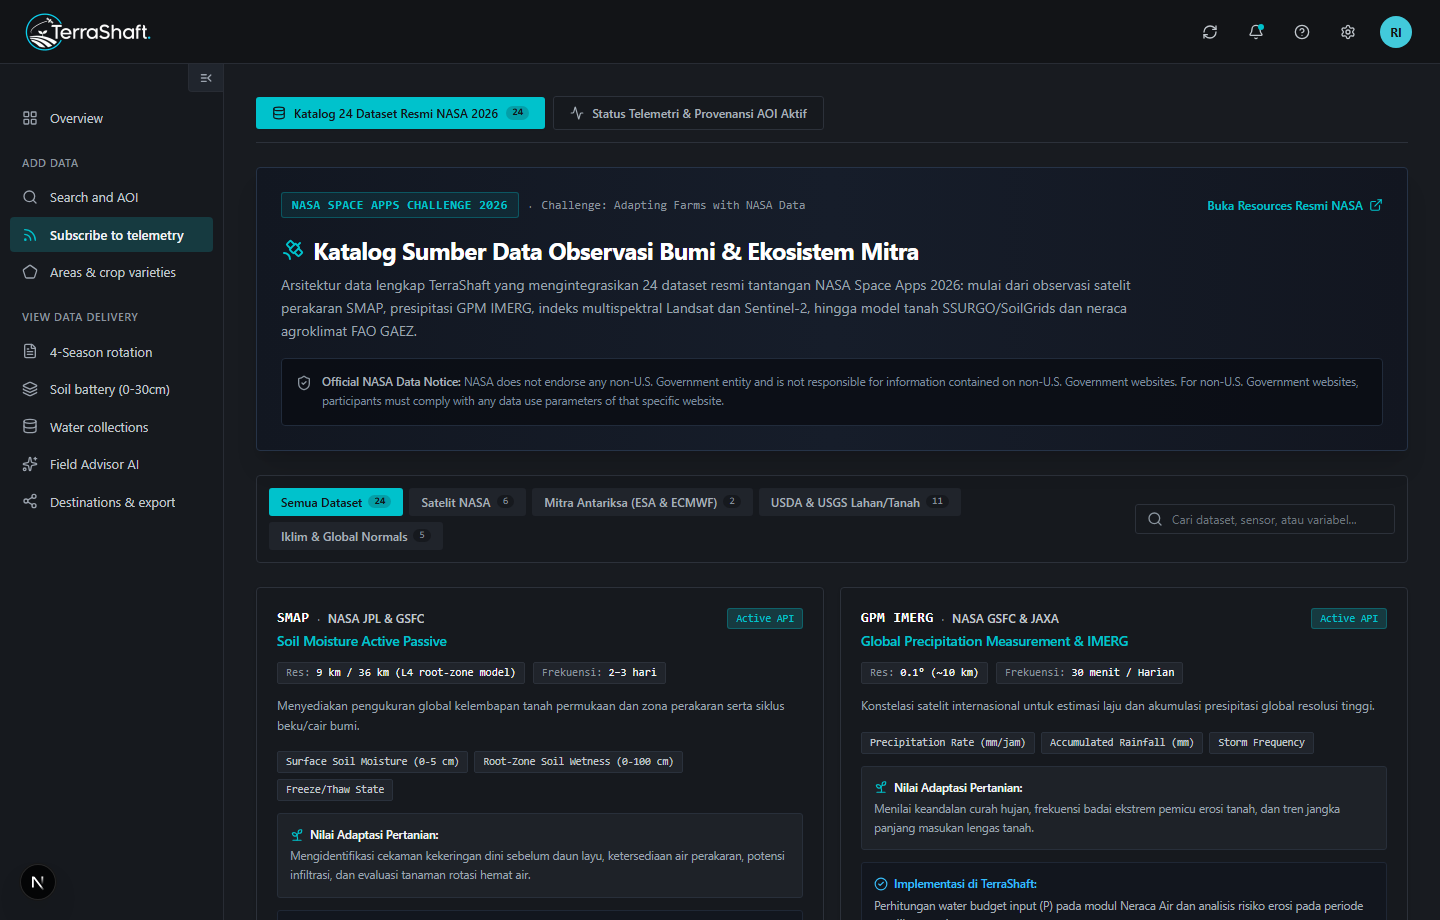 TerraShaft.
RI
Overview
ADD DATA
Search and AOI
Subscribe to telemetry
Areas & crop varieties
VIEW DATA DELIVERY
4-Season rotation
Soil battery (0-30cm)
Water collections
Field Advisor AI
Destinations & export
N
Katalog 24 Dataset Resmi NASA 2026 24
Status Telemetri & Provenansi AOI Aktif
NASA SPACE APPS CHALLENGE 2026 · Challenge: Adapting Farms with NASA Data
Buka Resources Resmi NASA
Katalog Sumber Data Observasi Bumi & Ekosistem Mitra
Arsitektur data lengkap TerraShaft yang mengintegrasikan 24 dataset resmi tantangan NASA Space Apps 2026: mulai dari observasi satelit
perakaran SMAP, presipitasi GPM IMERG, indeks multispektral Landsat dan Sentinel-2, hingga model tanah SSURGO/SoilGrids dan neraca
agroklimat FAO GAEZ.
Official NASA Data Notice: NASA does not endorse any non-U.S. Government entity and is not responsible for information contained on non-U.S. Government websites. For non-U.S. Government websites,
participants must comply with any data use parameters of that specific website.
Semua Dataset 24
Satelit NASA 6
Mitra Antariksa (ESA & ECMWF) 2
USDA & USGS Lahan/Tanah 11
Iklim & Global Normals 5
Cari dataset, sensor, atau variabel...
SMAP · NASA JPL & GSFC
Active API
Soil Moisture Active Passive
Res: 9 km / 36 km (L4 root-zone model)
Frekuensi: 2–3 hari
Menyediakan pengukuran global kelembapan tanah permukaan dan zona perakaran serta siklus
beku/cair bumi.
Surface Soil Moisture (0-5 cm)
Root-Zone Soil Wetness (0-100 cm)
Freeze/Thaw State
Nilai Adaptasi Pertanian:
Mengidentifikasi cekaman kekeringan dini sebelum daun layu, ketersediaan air perakaran, potensi
infiltrasi, dan evaluasi tanaman rotasi hemat air.
GPM IMERG · NASA GSFC & JAXA
Active API
Global Precipitation Measurement & IMERG
Res: 0.1° (~10 km)
Frekuensi: 30 menit / Harian
Konstelasi satelit internasional untuk estimasi laju dan akumulasi presipitasi global resolusi tinggi.
Precipitation Rate (mm/jam)
Accumulated Rainfall (mm)
Storm Frequency
Nilai Adaptasi Pertanian:
Menilai keandalan curah hujan, frekuensi badai ekstrem pemicu erosi tanah, dan tren jangka
panjang masukan lengas tanah.
Implementasi di TerraShaft:
Perhitungan water budget input (P) pada modul Neraca Air dan analisis risiko erosi pada periode